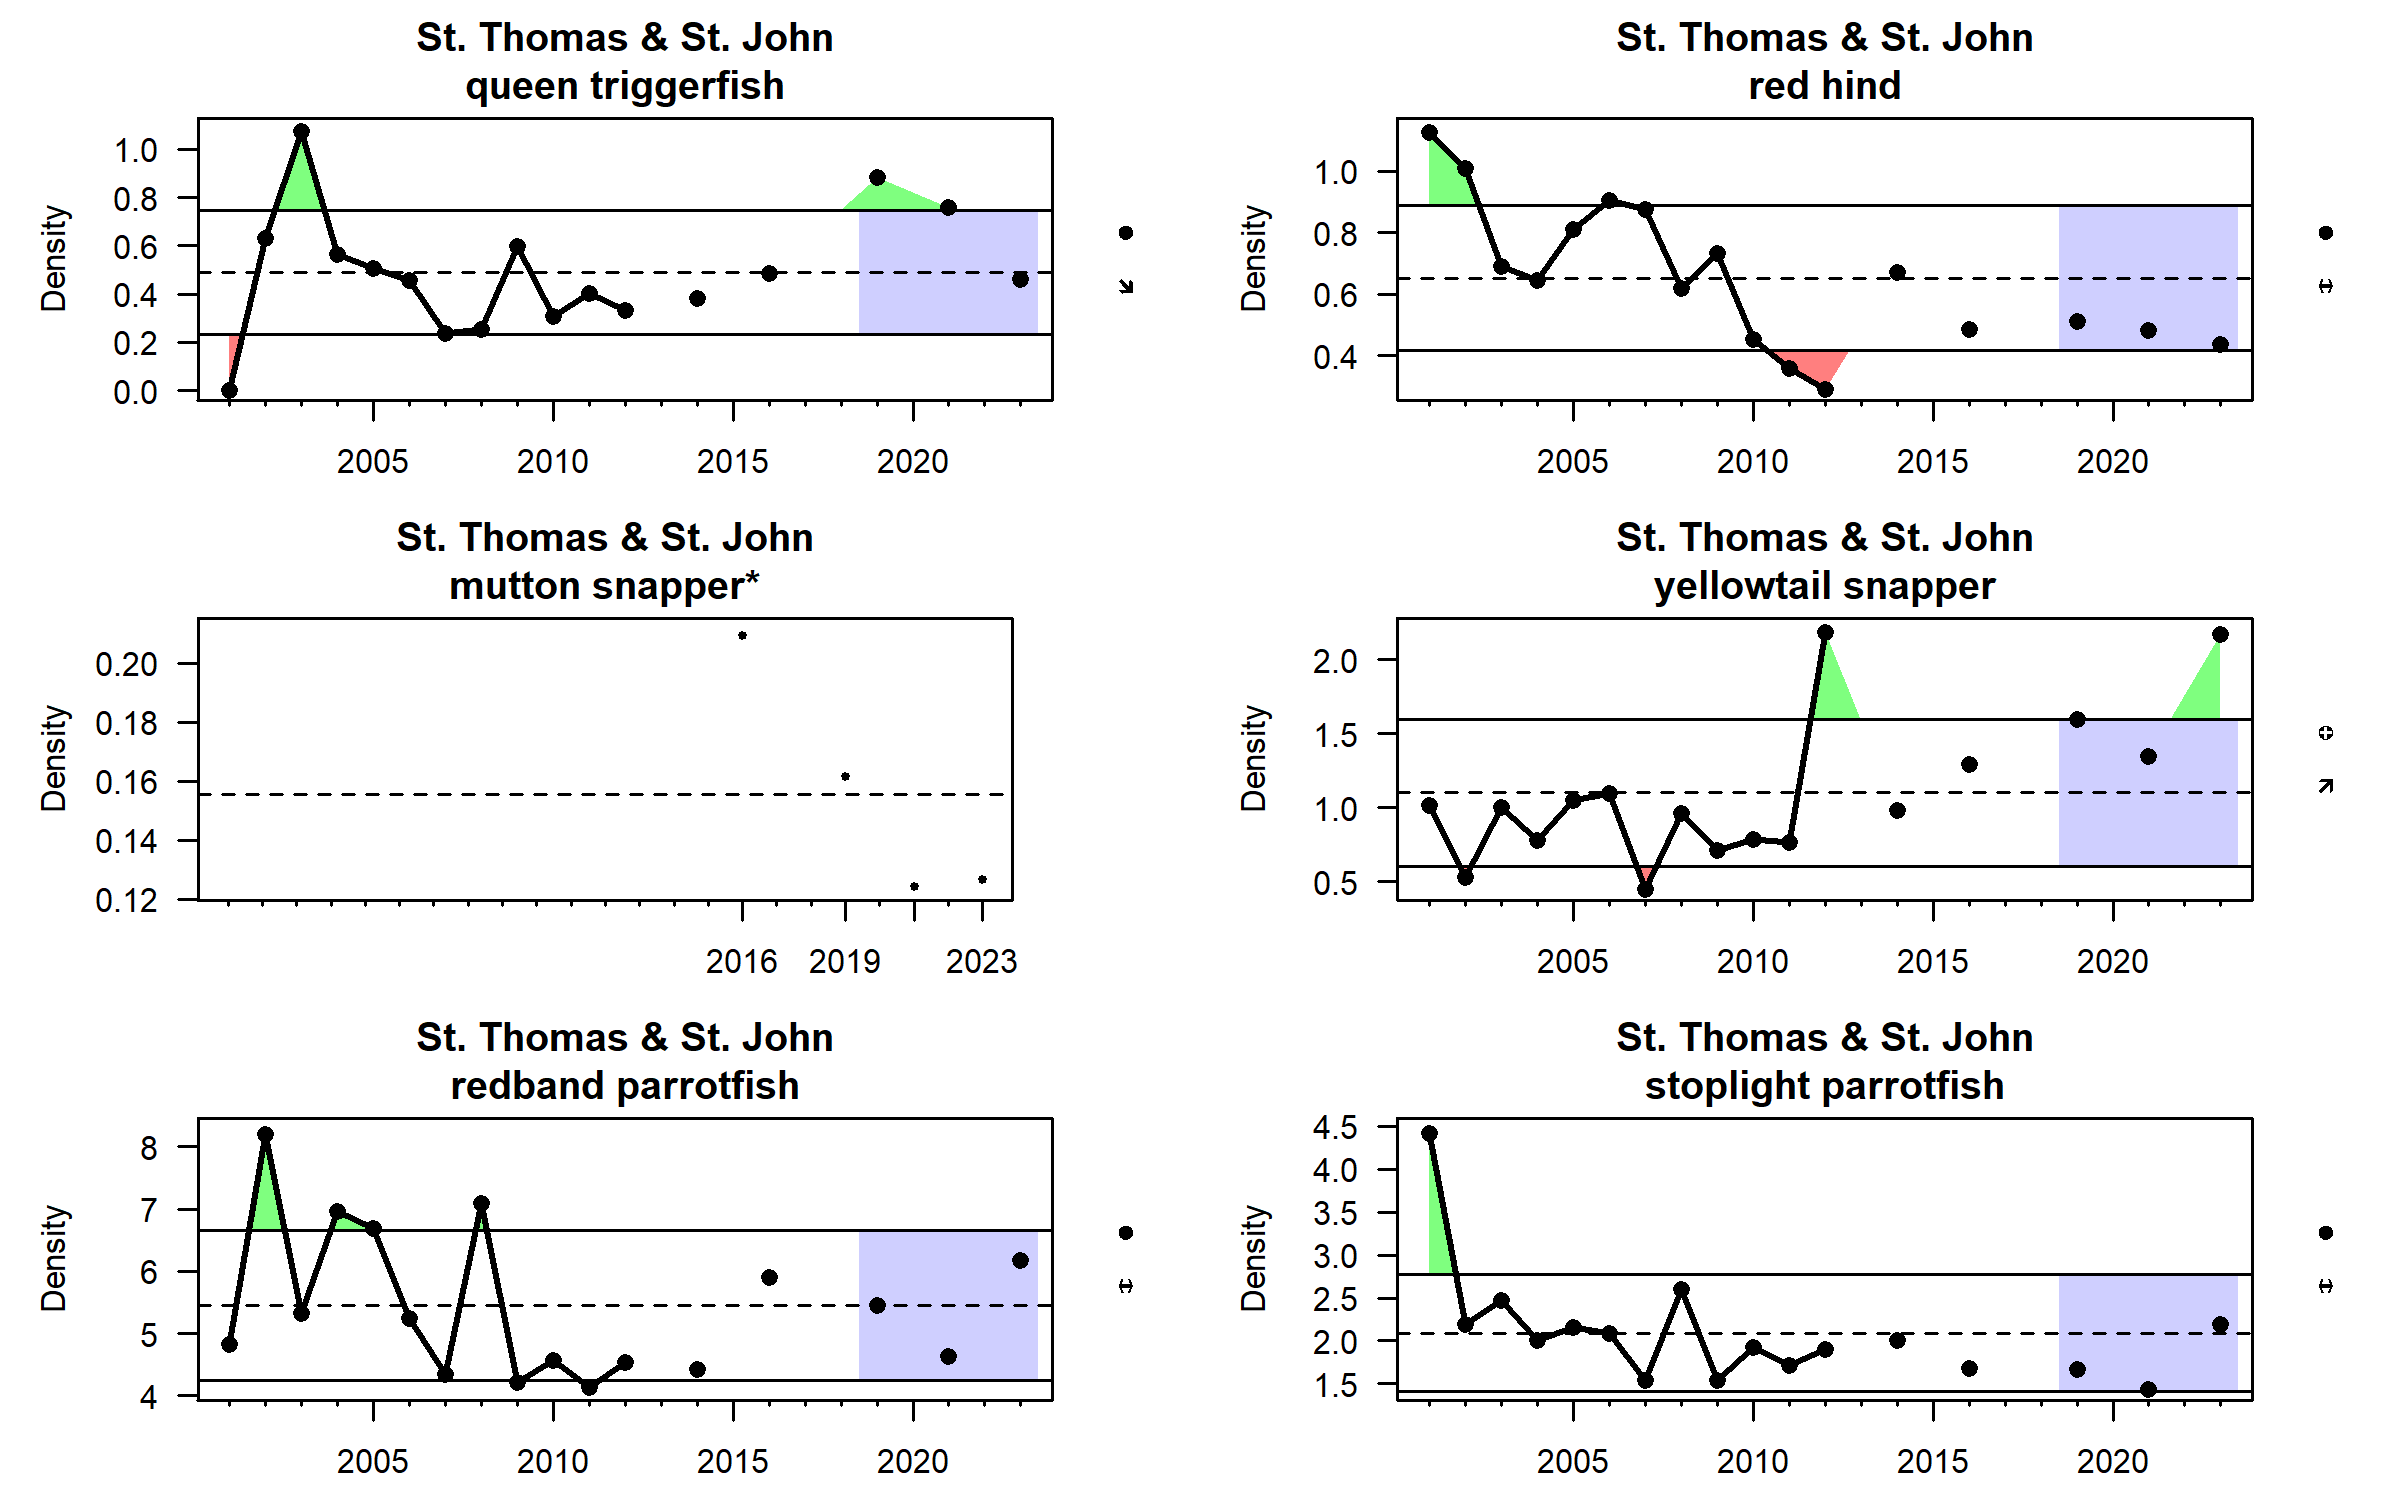 St. Thomas & St. John
queen triggerfish
Density
1.0
0.8
0.6
0.4
0.2
0.0
2005 2010 2015 2020
St. Thomas & St. John
red hind
Density
1.0
0.8
0.6
0.4
2005 2010 2015 2020
St. Thomas & St. John
mutton snapper*
Density
0.20
0.18
0.16
0.14
0.12
2016 2019 2023
St. Thomas & St. John
yellowtail snapper
Density
2.0
1.5
1.0
0.5
2005 2010 2015 2020
St. Thomas & St. John
redband parrotfish
Density
8
7
6
5
4
2005 2010 2015 2020
St. Thomas & St. John
stoplight parrotfish
Density
4.5
4.0
3.5
3.0
2.5
2.0
1.5
2005 2010 2015 2020